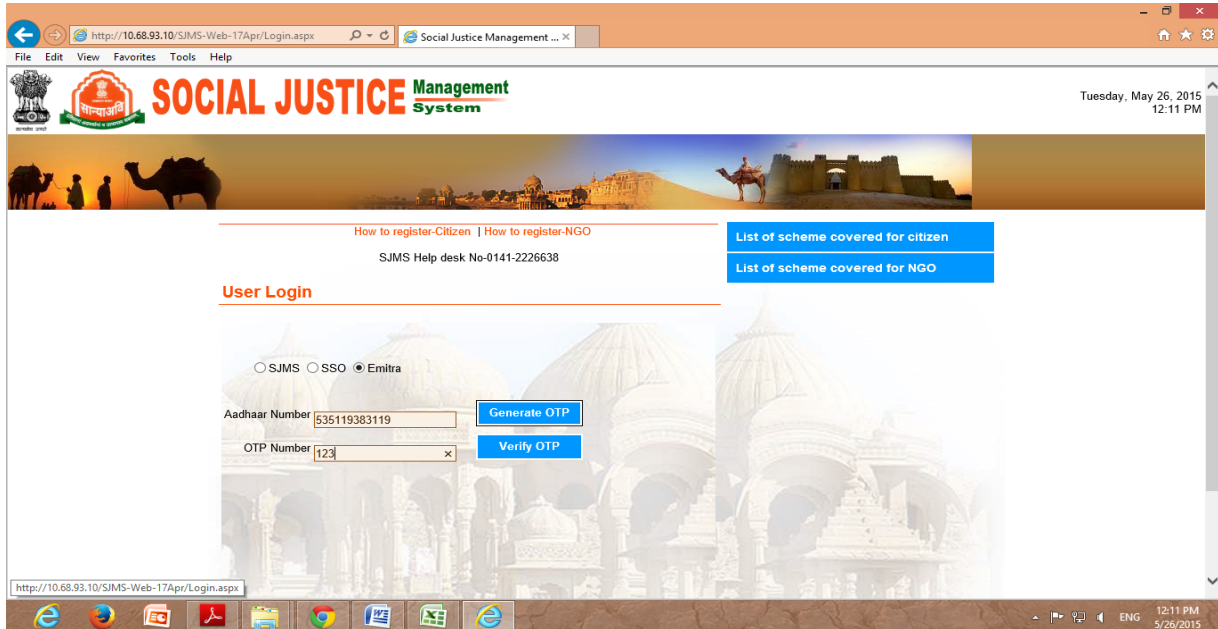 http://10.68.93.10/SJMS-Web-17Apr/Login.aspx
Social Justice Management ...
File Edit View Favorites Tools Help
SOCIAL JUSTICE Management System
Tuesday, May 26, 2015
12:11 PM
How to register-Citizen | How to register-NGO
SJMS Help desk No-0141-2226638
List of scheme covered for citizen
List of scheme covered for NGO
User Login
SJMS SSO Emitra
Aadhaar Number 535119383119 Generate OTP
OTP Number 123 Verify OTP
http://10.68.93.10/SJMS-Web-17Apr/Login.aspx
ENG 12:11 PM
5/26/2015